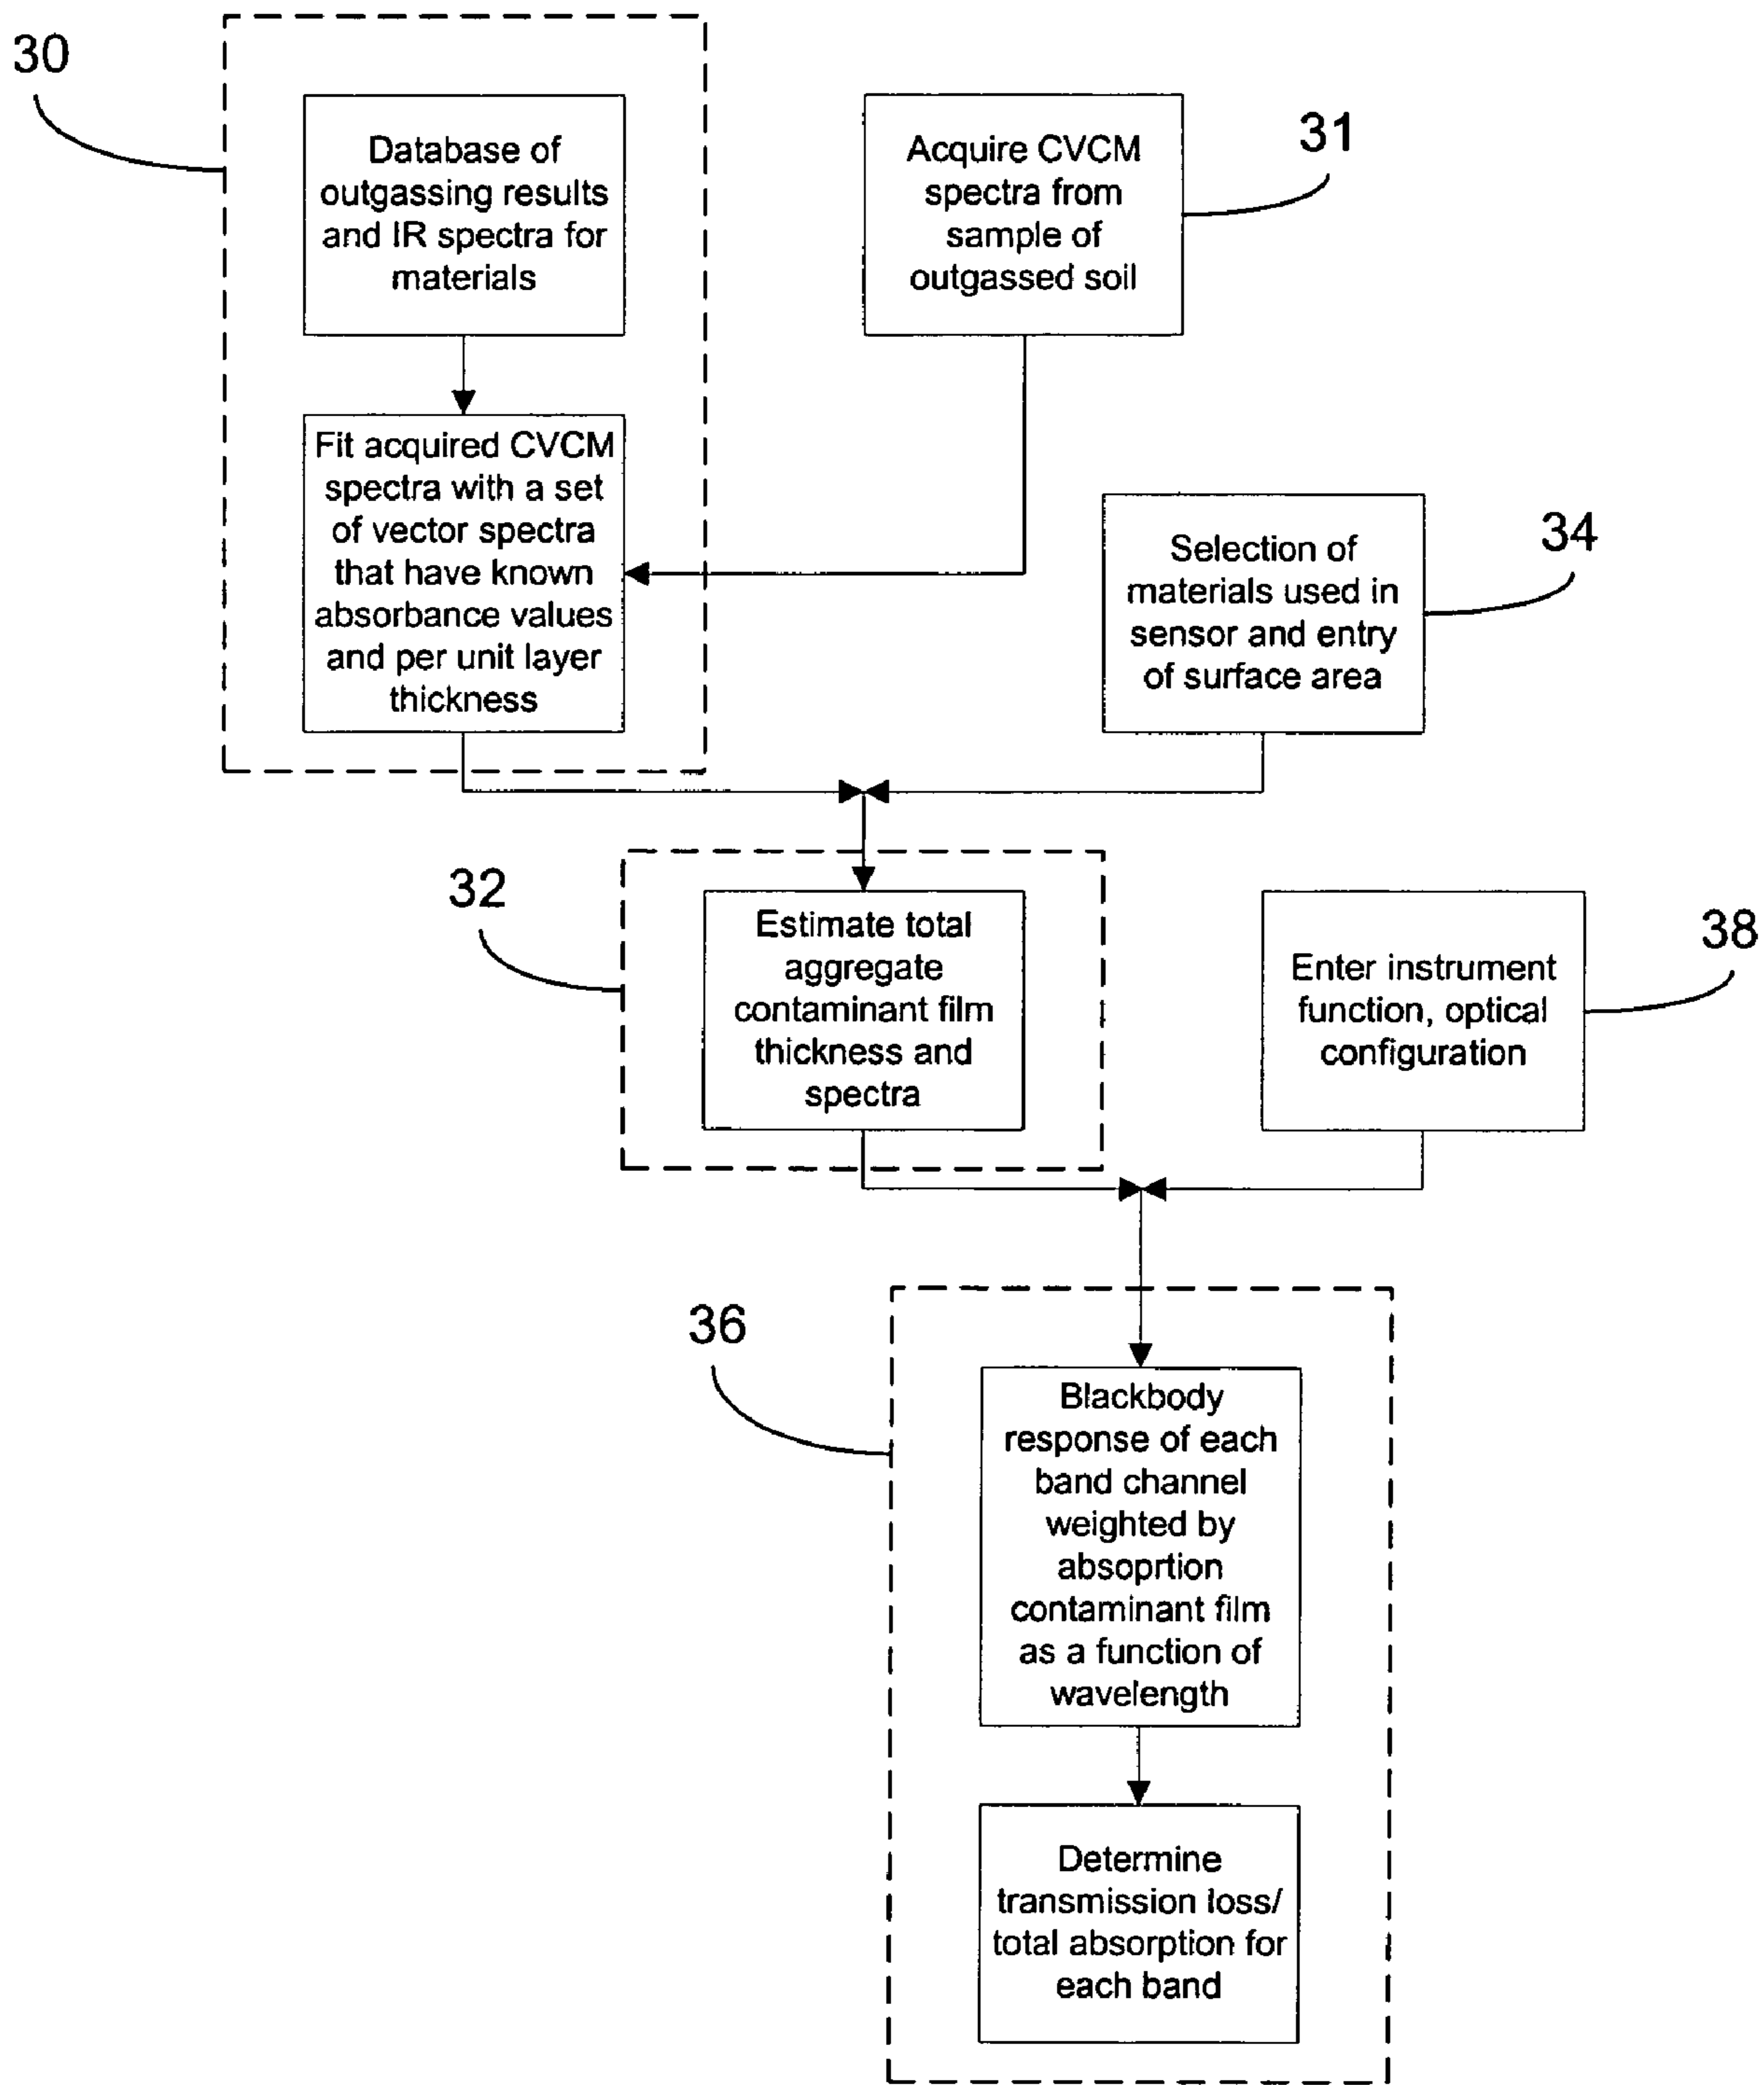 30
Database of
outgassing results
and IR spectra for
materials
Acquire CVCM
spectra from
sample of
outgassed soil
31
Fit acquired CVCM
spectra with a set
of vector spectra
that have known
absorbance values
and per unit layer
thickness
Selection of
materials used in
sensor and entry
of surface area
34
32
Estimate total
aggregate
contaminant film
thickness and
spectra
Enter instrument
function, optical
configuration
38
36
Blackbody
response of each
band channel
weighted by
absoprtion
contaminant film
as a function of
wavelength
Determine
transmission loss/
total absorption for
each band